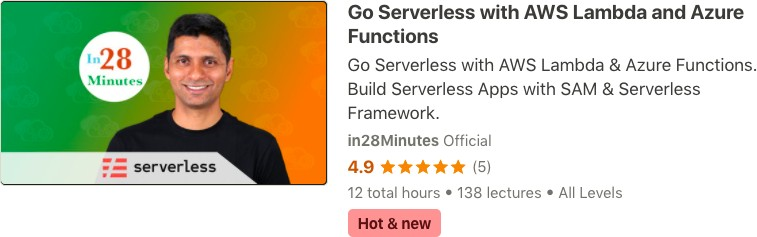 In28
Minutes
serverless
Go Serverless with AWS Lambda and Azure
Functions
Go Serverless with AWS Lambda & Azure Functions.
Build Serverless Apps with SAM & Serverless
Framework.
in28Minutes Official
4.9 ★★★★★ (5)
12 total hours • 138 lectures • All Levels
Hot & new